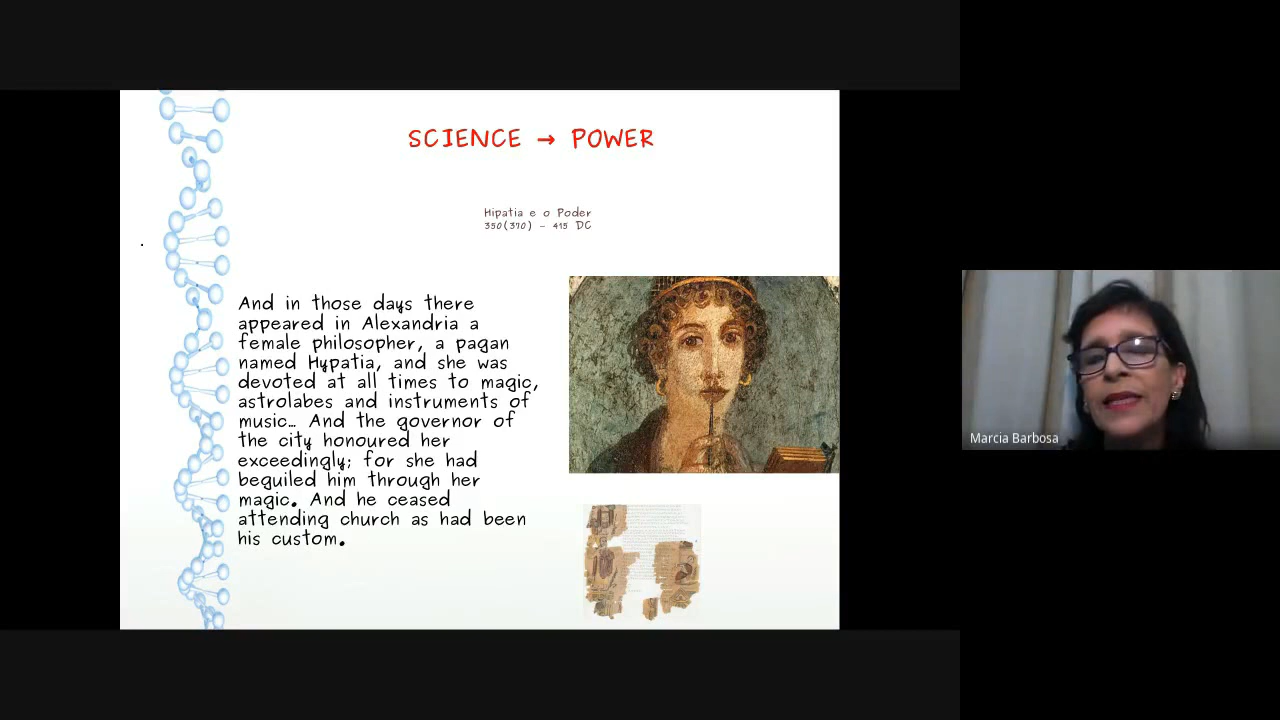 SCIENCE → POWER
Hipatia e o Poder
350(370) - 415 DC
And in those days there
appeared in Alexandria a
female philosopher, a pagan
named Hypatia, and she was
devoted at all times to magic,
astrolabes and instruments of
music… And the governor of
the city honoured her
exceedingly; for she had
beguiled him through her
magic. And he ceased
attending church as had been
his custom.
Marcia Barbosa